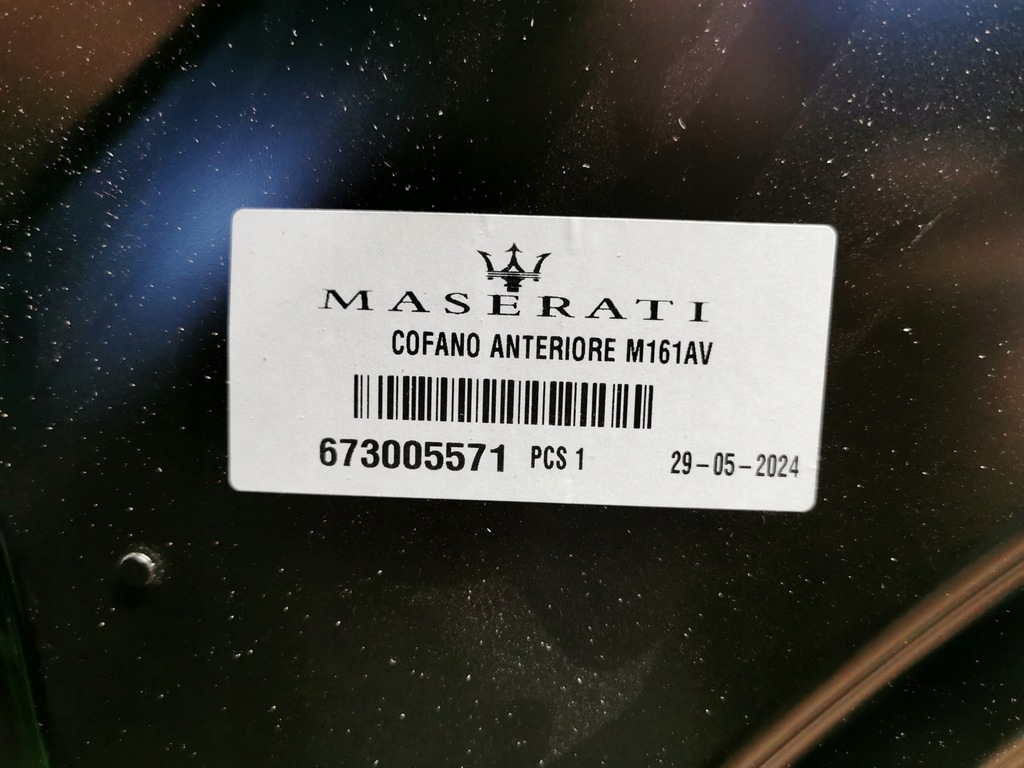 MASERATI
COFANO ANTERIORE M161AV
673005571 PCS 1 29-05-2024